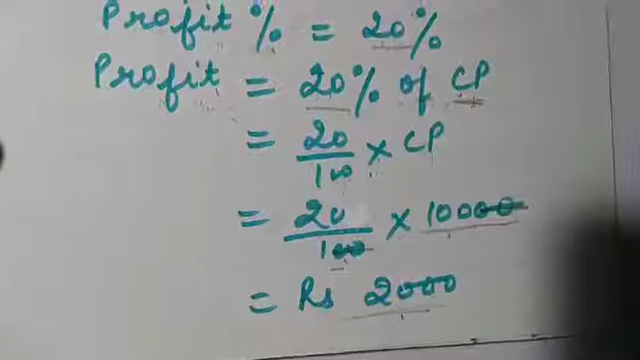 Profit % = 20%
Profit = 20% of CP
= 20/100 × CP
= 20/100 × 10000
= Rs 2000